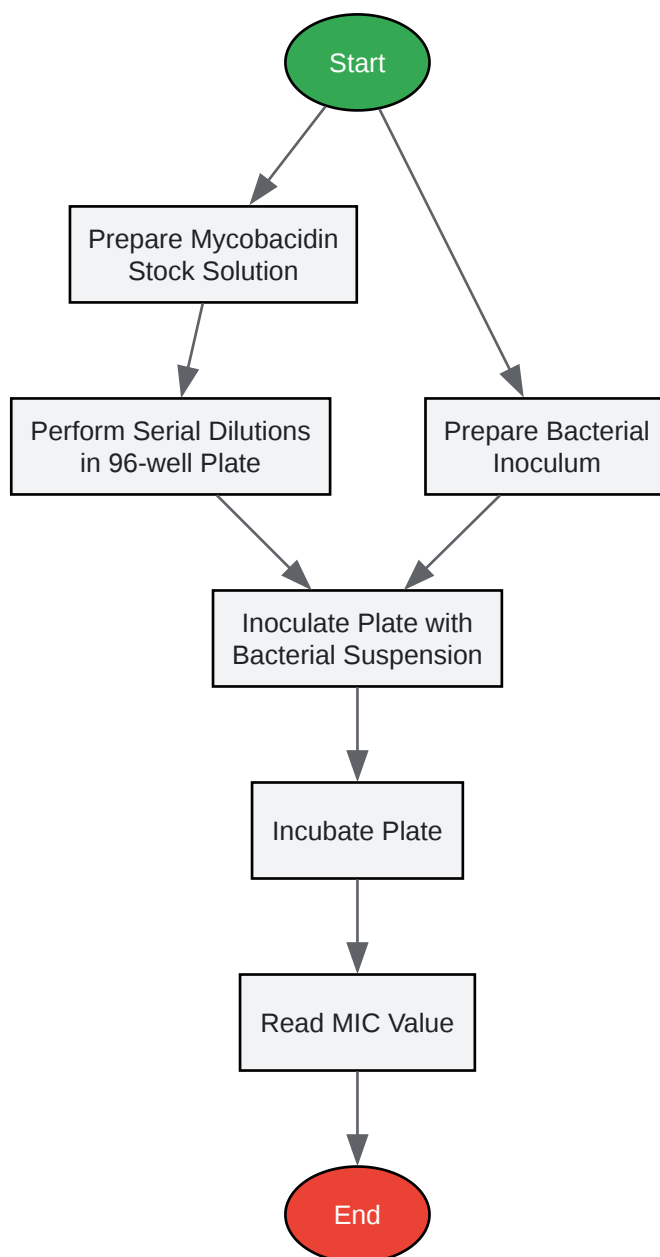 Start
Prepare Mycobacidin
Stock Solution
Perform Serial Dilutions
in 96-well Plate
Prepare Bacterial
Inoculum
Inoculate Plate with
Bacterial Suspension
Incubate Plate
Read MIC Value
End